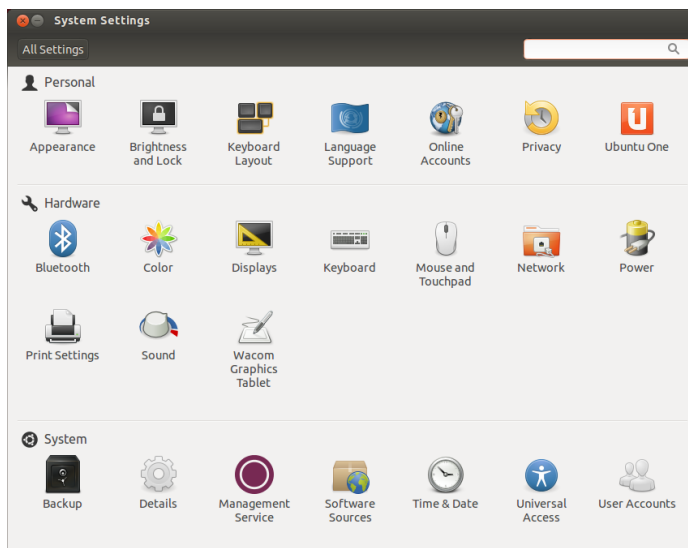 System Settings
All Settings
Personal
Appearance
Brightness
and Lock
Keyboard
Layout
Language
Support
Online
Accounts
Privacy
Ubuntu One
Hardware
Bluetooth
Color
Displays
Keyboard
Mouse and
Touchpad
Network
Power
Print Settings
Sound
Wacom
Graphics
Tablet
System
Backup
Details
Management
Service
Software
Sources
Time & Date
Universal
Access
User Accounts